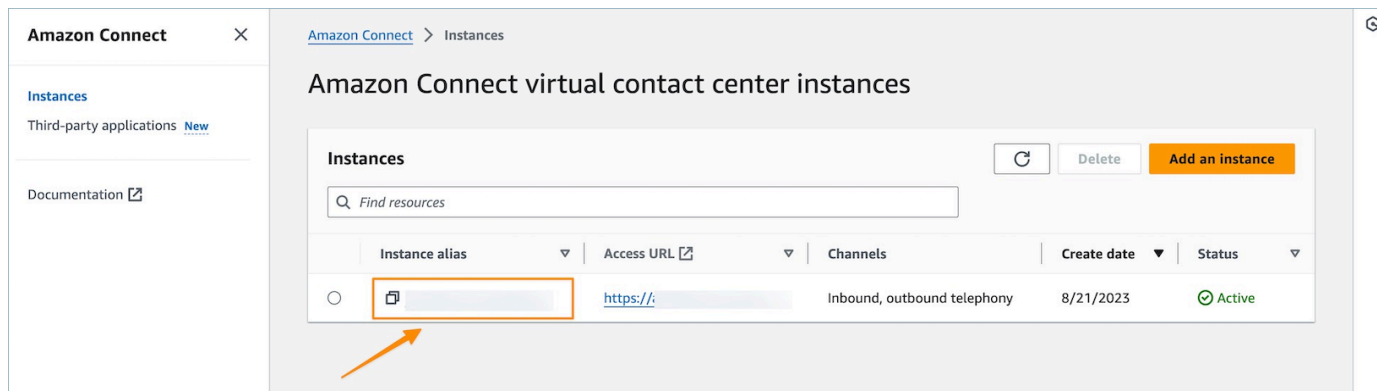 Amazon Connect
Instances
Third-party applications New
Documentation
Amazon Connect > Instances
Amazon Connect virtual contact center instances
Instances
Delete
Add an instance
Find resources
Instance alias
Access URL
Channels
Create date
Status
https://
Inbound, outbound telephony
8/21/2023
Active